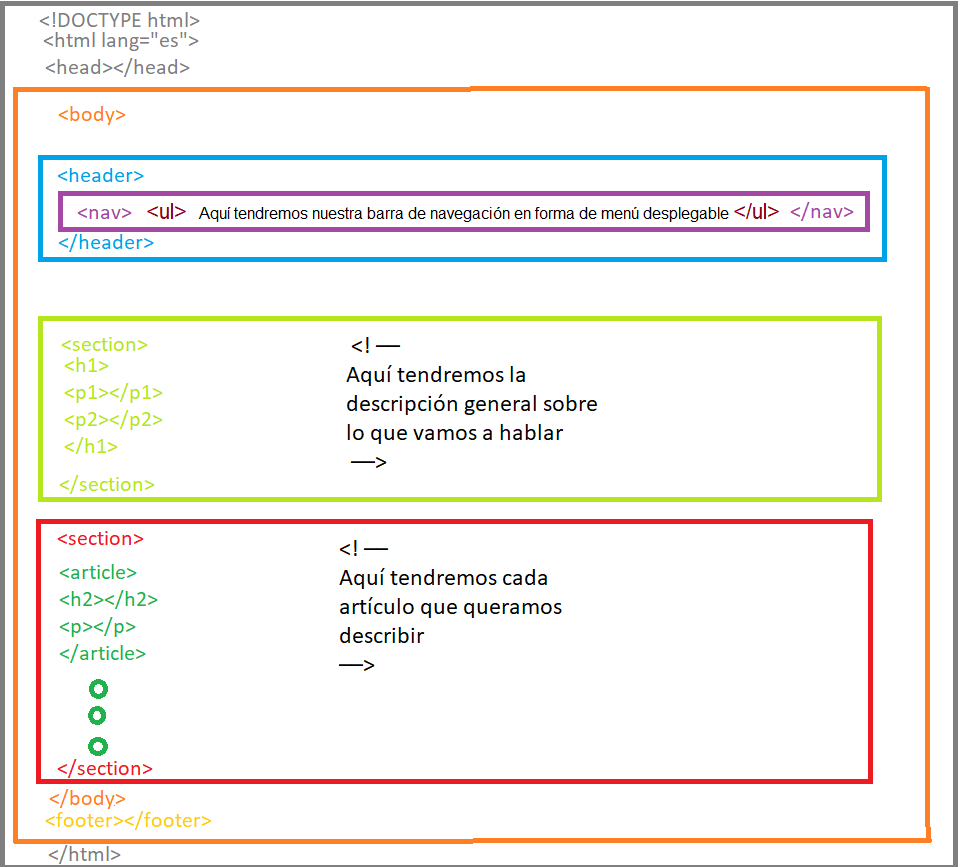 <!DOCTYPE html>
<html lang="es">
<head></head>
<body>
<header>
<nav> <ul> Aquí tendremos nuestra barra de navegación en forma de menú desplegable </ul> </nav>
</header>
<section>
<h1>
<p1></p1>
<p2></p2>
</h1>
</section>
<! —
Aquí tendremos la
descripción general sobre
lo que vamos a hablar
—>
<section>
<article>
<h2></h2>
<p></p>
</article>
</section>
<! —
Aquí tendremos cada
artículo que queramos
describir
—>
</body>
<footer></footer>
</html>